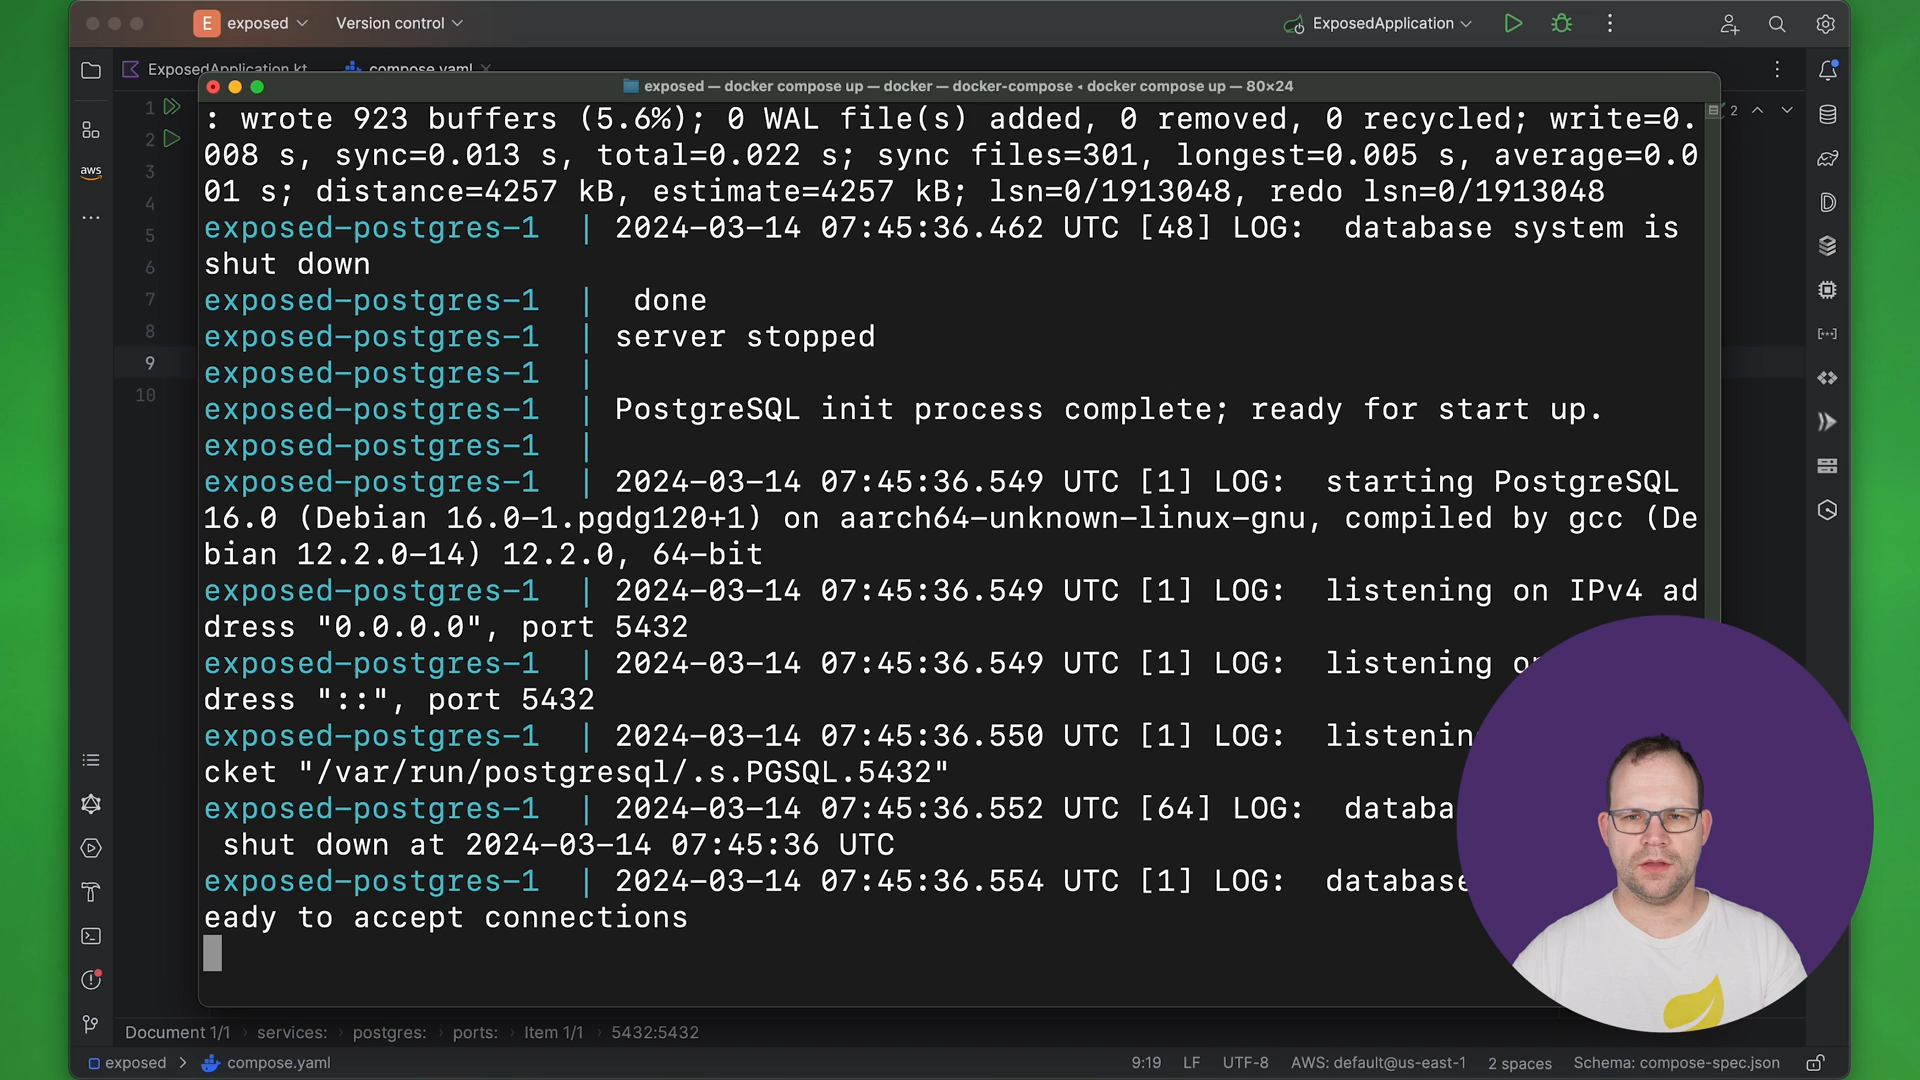 E exposed Version control ExposedApplication
ExposedApplication.kt compose.yaml
exposed — docker compose up — docker — docker-compose ◂ docker compose up — 80×24
1
2
3
4
5
6
7
8
9
10
2
aws
: wrote 923 buffers (5.6%); 0 WAL file(s) added, 0 removed, 0 recycled; write=0.
008 s, sync=0.013 s, total=0.022 s; sync files=301, longest=0.005 s, average=0.0
01 s; distance=4257 kB, estimate=4257 kB; lsn=0/1913048, redo lsn=0/1913048
exposed-postgres-1 | 2024-03-14 07:45:36.462 UTC [48] LOG: database system is
shut down
exposed-postgres-1 | done
exposed-postgres-1 | server stopped
exposed-postgres-1 |
exposed-postgres-1 | PostgreSQL init process complete; ready for start up.
exposed-postgres-1 |
exposed-postgres-1 | 2024-03-14 07:45:36.549 UTC [1] LOG: starting PostgreSQL
16.0 (Debian 16.0-1.pgdg120+1) on aarch64-unknown-linux-gnu, compiled by gcc (De
bian 12.2.0-14) 12.2.0, 64-bit
exposed-postgres-1 | 2024-03-14 07:45:36.549 UTC [1] LOG: listening on IPv4 ad
dress "0.0.0.0", port 5432
exposed-postgres-1 | 2024-03-14 07:45:36.549 UTC [1] LOG: listening
dress "::", port 5432
exposed-postgres-1 | 2024-03-14 07:45:36.550 UTC [1] LOG: listenin
cket "/var/run/postgresql/.s.PGSQL.5432"
exposed-postgres-1 | 2024-03-14 07:45:36.552 UTC [64] LOG: databa
shut down at 2024-03-14 07:45:36 UTC
exposed-postgres-1 | 2024-03-14 07:45:36.554 UTC [1] LOG: database
eady to accept connections
Document 1/1 › services: › postgres: › ports: › Item 1/1 › 5432:5432
exposed > compose.yaml 9:19 LF UTF-8 AWS: default@us-east-1 2 spaces Schema: compose-spec.json